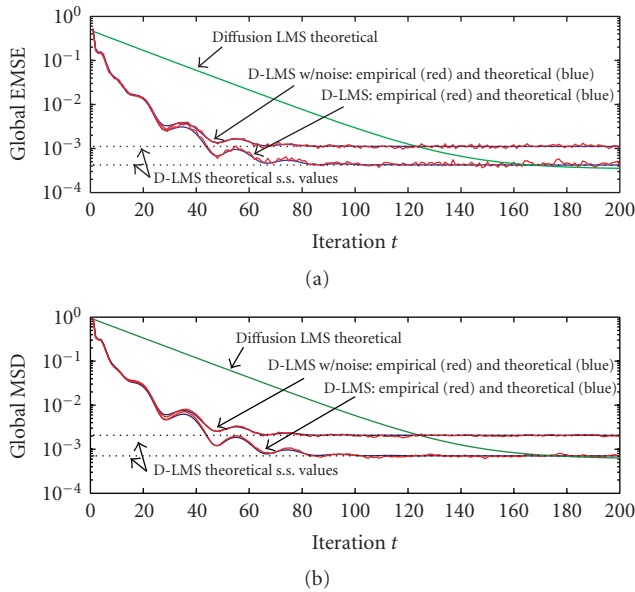 10⁰
10⁻¹
10⁻²
10⁻³
10⁻⁴
Global EMSE
Diffusion LMS theoretical
D-LMS w/noise: empirical (red) and theoretical (blue)
D-LMS: empirical (red) and theoretical (blue)
D-LMS theoretical s.s. values
0 20 40 60 80 100 120 140 160 180 200
Iteration t
(a)
10⁰
10⁻¹
10⁻²
10⁻³
10⁻⁴
Global MSD
Diffusion LMS theoretical
D-LMS w/noise: empirical (red) and theoretical (blue)
D-LMS: empirical (red) and theoretical (blue)
D-LMS theoretical s.s. values
0 20 40 60 80 100 120 140 160 180 200
Iteration t
(b)